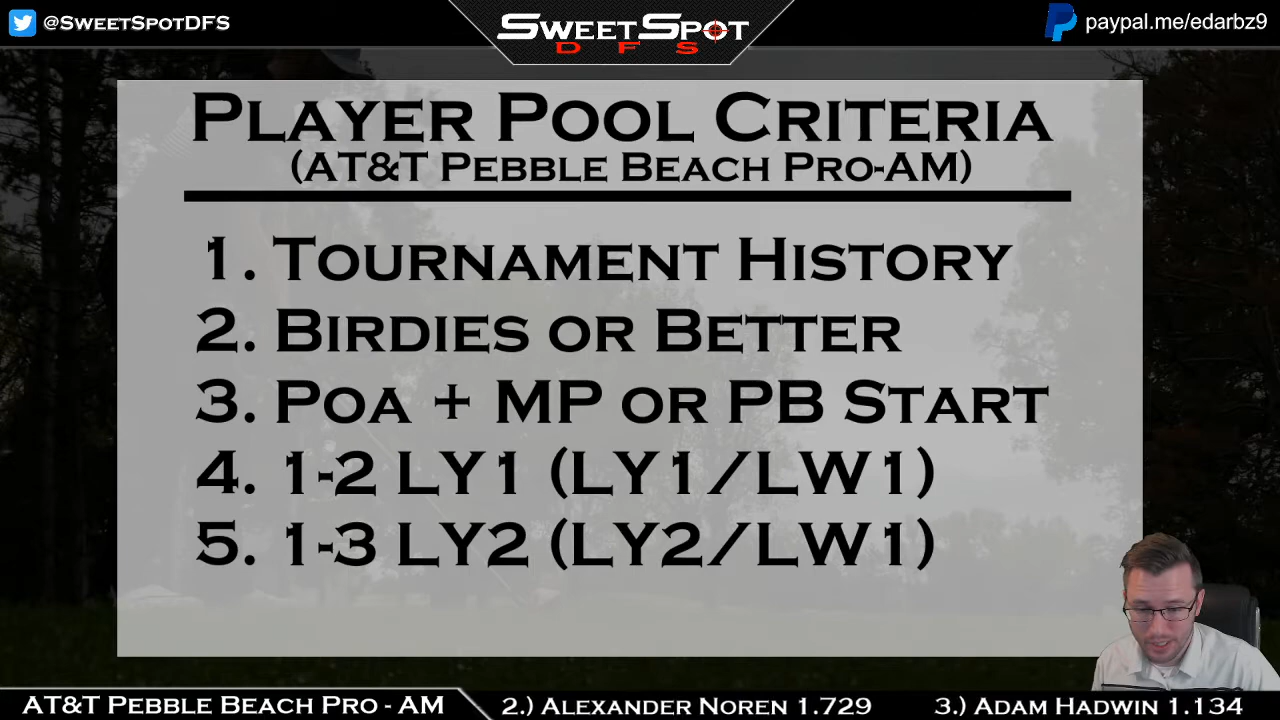 @SweetSpotDFS
SweetSpot
DFS
paypal.me/edarbz9
Player Pool Criteria
(AT&T Pebble Beach Pro-AM)
1. Tournament History
2. Birdies or Better
3. Poa + MP or PB Start
4. 1-2 LY1 (LY1/LW1)
5. 1-3 LY2 (LY2/LW1)
AT&T Pebble Beach Pro - AM
2.) Alexander Noren 1.729
3.) Adam Hadwin 1.134